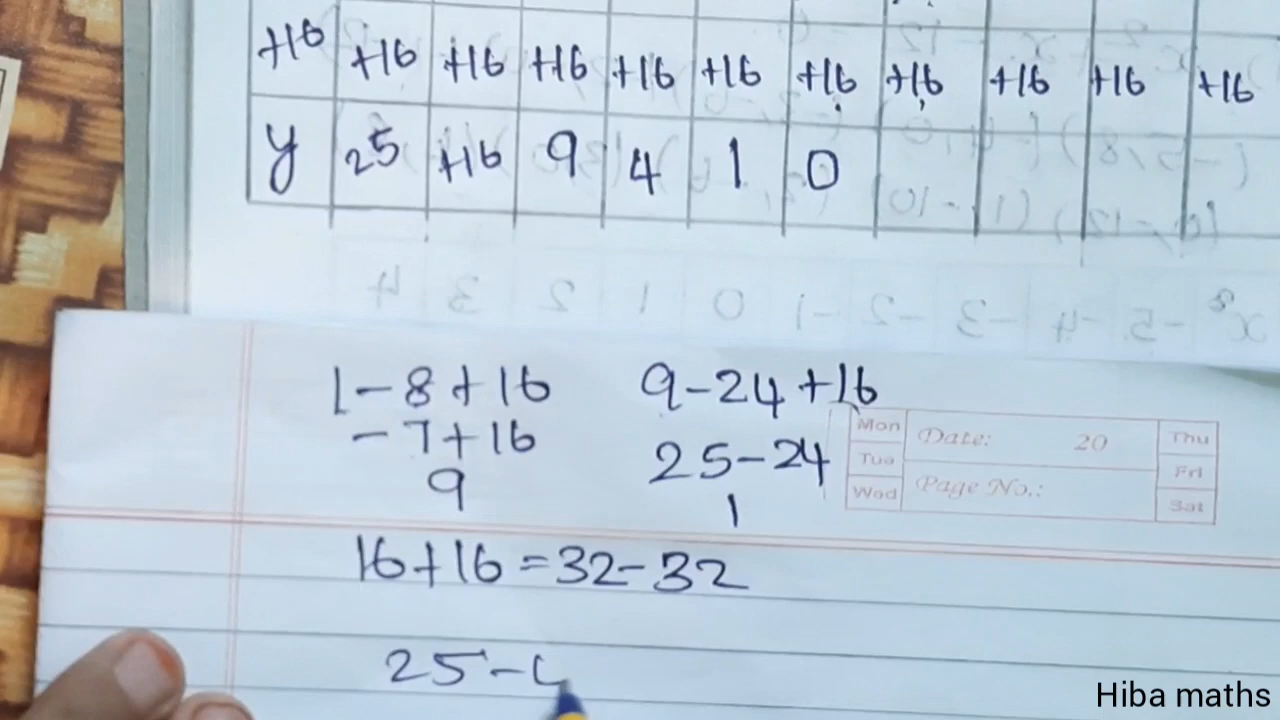 +16 +16 +16 +16 +16 +16 +16 +16 +16 +16 +16
y 25 +16 9 4 1 0
1-8+16 9-24+16
-7+16 25-24
9 1
16+16=32-32
25-
Mon Date: 20 Thu
Tue Fri
Wed Page No.: Sat
Hiba maths